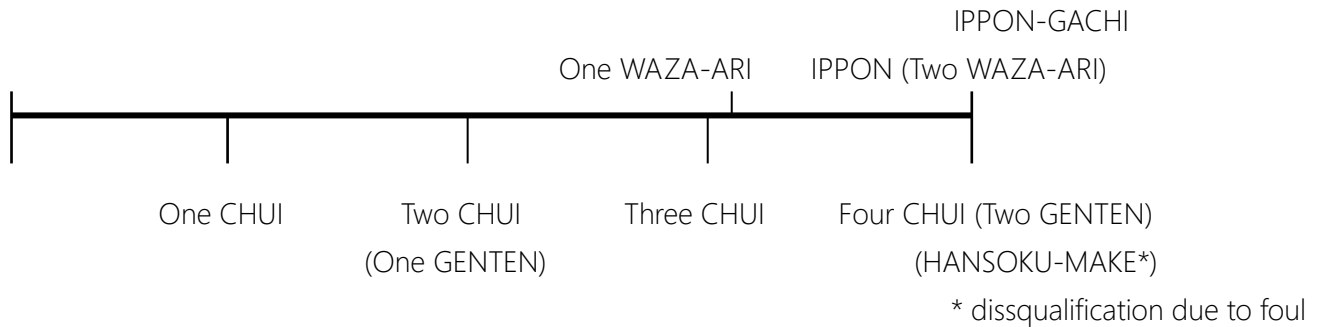 IPPON-GACHI
One WAZA-ARI IPPON (Two WAZA-ARI)
One CHUI Two CHUI Three CHUI Four CHUI (Two GENTEN)
(One GENTEN) (HANSOKU-MAKE*)
* dissqualification due to foul